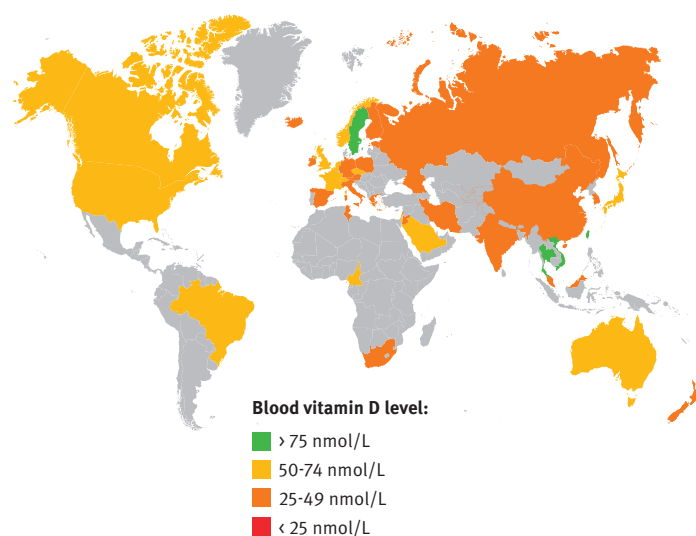 Blood vitamin D level:
› 75 nmol/L
50-74 nmol/L
25-49 nmol/L
‹ 25 nmol/L